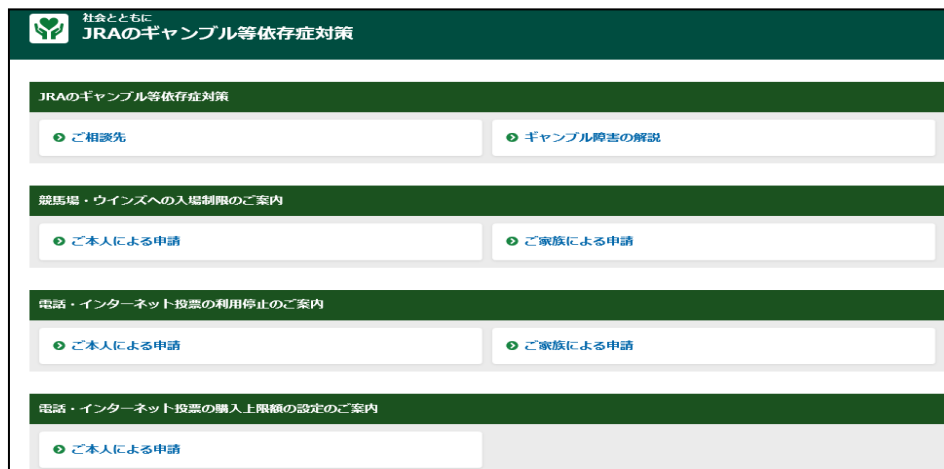 社会とともに
JRAのギャンブル等依存症対策
JRAのギャンブル等依存症対策
ご相談先
ギャンブル障害の解説
競馬場・ウインズへの入場制限のご案内
ご本人による申請
ご家族による申請
電話・インターネット投票の利用停止のご案内
ご本人による申請
ご家族による申請
電話・インターネット投票の購入上限額の設定のご案内
ご本人による申請